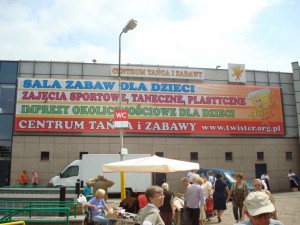 CENTRUM TAŃCA I ZABAWY
SALA ZABAW DLA DZIECI
ZAJĘCIA SPORTOWE, TANECZNE, PLASTYCZNE
IMPREZY OKOLICZNOŚCIOWE DLA DZIECI
CENTRUM TAŃCA I ZABAWY www.twister.org.pl
WC